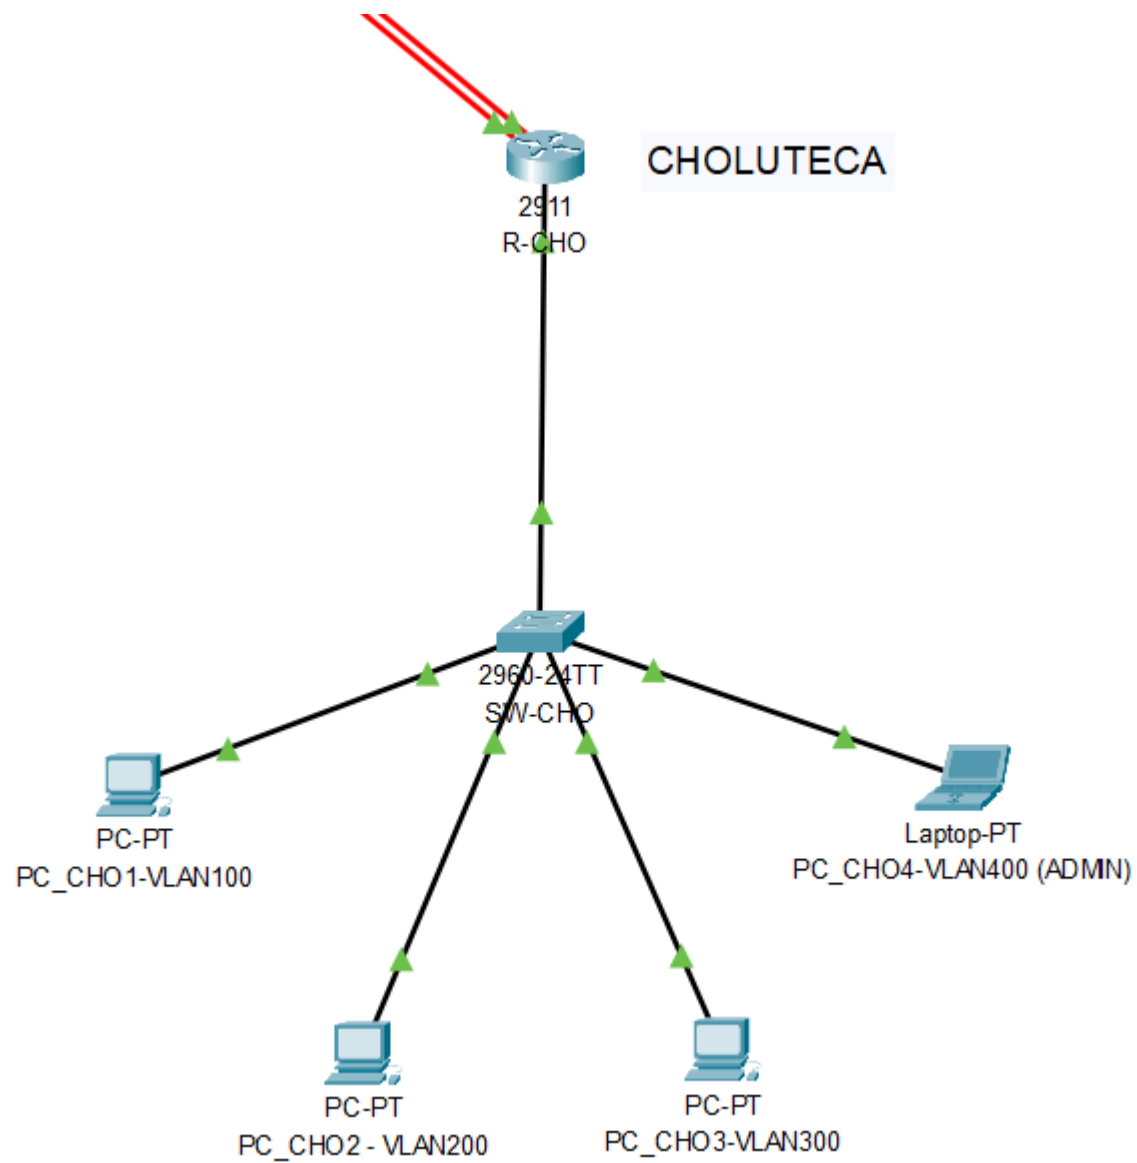 CHOLUTECA
2911
R-CHO
2960-24TT
SW-CHO
PC-PT
PC_CHO1-VLAN100
Laptop-PT
PC_CHO4-VLAN400 (ADMIN)
PC-PT
PC_CHO2 - VLAN200
PC-PT
PC_CHO3-VLAN300